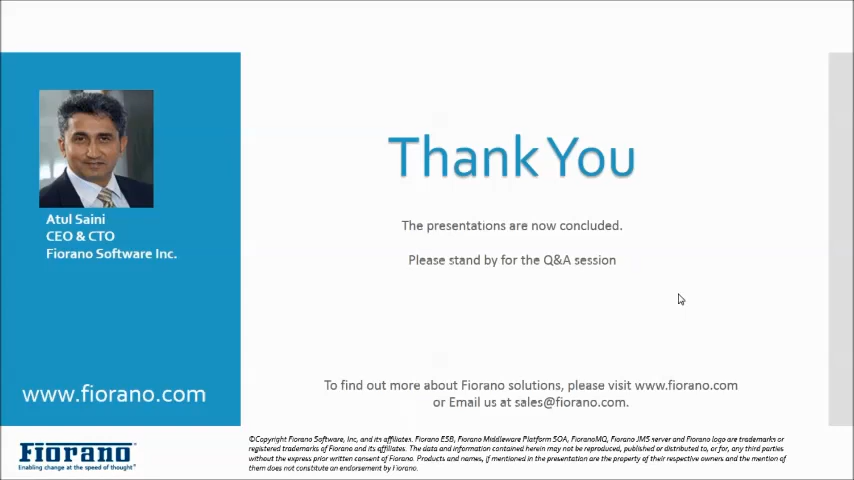 Atul Saini
CEO & CTO
Fiorano Software Inc.
www.fiorano.com
Thank You
The presentations are now concluded.
Please stand by for the Q&A session
To find out more about Fiorano solutions, please visit www.fiorano.com
or Email us at sales@fiorano.com.
Fiorano
Enabling change at the speed of thought
©Copyright Fiorano Software, Inc, and its affiliates. Fiorano ESB, Fiorano Middleware Platform SOA, FioranoMQ, Fiorano JMS server and Fiorano logo are trademarks or
registered trademarks of Fiorano and its affiliates. The data and information contained herein may not be reproduced, published or distributed to, or for, any third parties
without the express prior written consent of Fiorano. Products and names, if mentioned in the presentation are the property of their respective owners and the mention of
them does not constitute an endorsement by Fiorano.